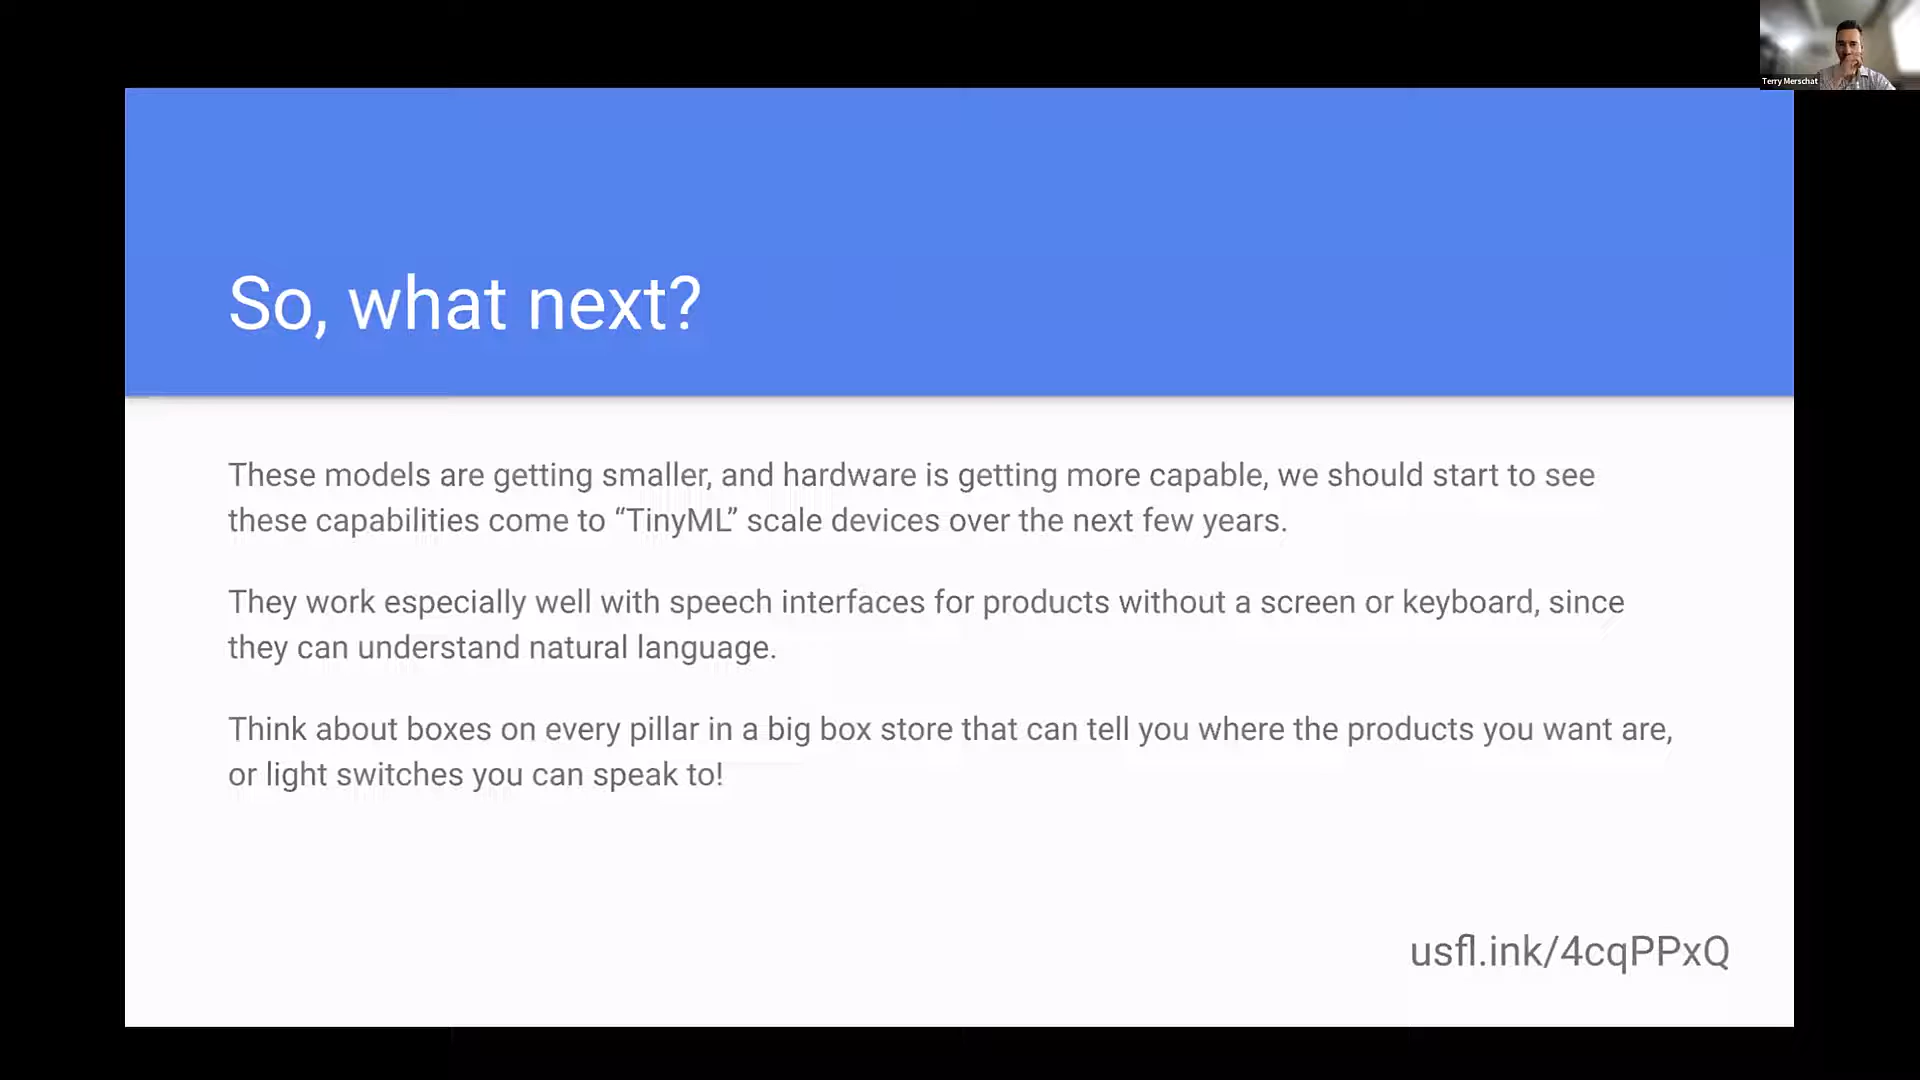 Terry Merschat
So, what next?
These models are getting smaller, and hardware is getting more capable, we should start to see
these capabilities come to “TinyML” scale devices over the next few years.
They work especially well with speech interfaces for products without a screen or keyboard, since
they can understand natural language.
Think about boxes on every pillar in a big box store that can tell you where the products you want are,
or light switches you can speak to!
usfl.ink/4cqPPxQ